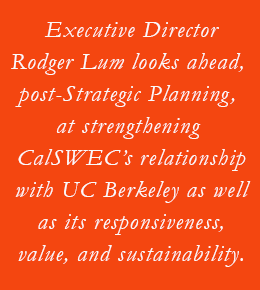 Executive Director
Rodger Lum looks ahead,
post-Strategic Planning,
at strengthening
CalSWEC’s relationship
with UC Berkeley as well
as its responsiveness,
value, and sustainability.